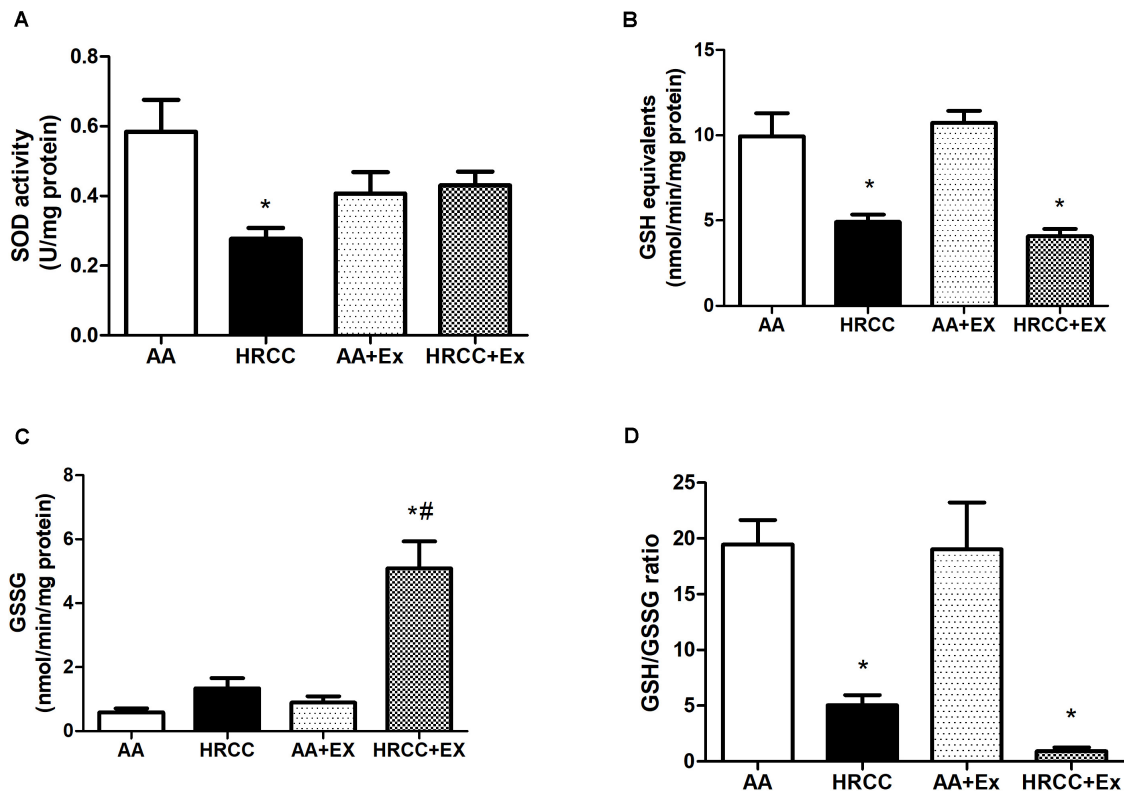 A
SOD activity
(U/mg protein)
0.8
0.6
0.4
0.2
0.0
*
AA
HRCC
AA+Ex
HRCC+Ex
B
GSH equivalents
(nmol/min/mg protein)
15
10
5
0
*
*
AA
HRCC
AA+EX
HRCC+EX
C
GSSG
(nmol/min/mg protein)
8
6
4
2
0
*#
AA
HRCC
AA+EX
HRCC+EX
D
GSH/GSSG ratio
25
20
15
10
5
0
*
*
AA
HRCC
AA+Ex
HRCC+Ex